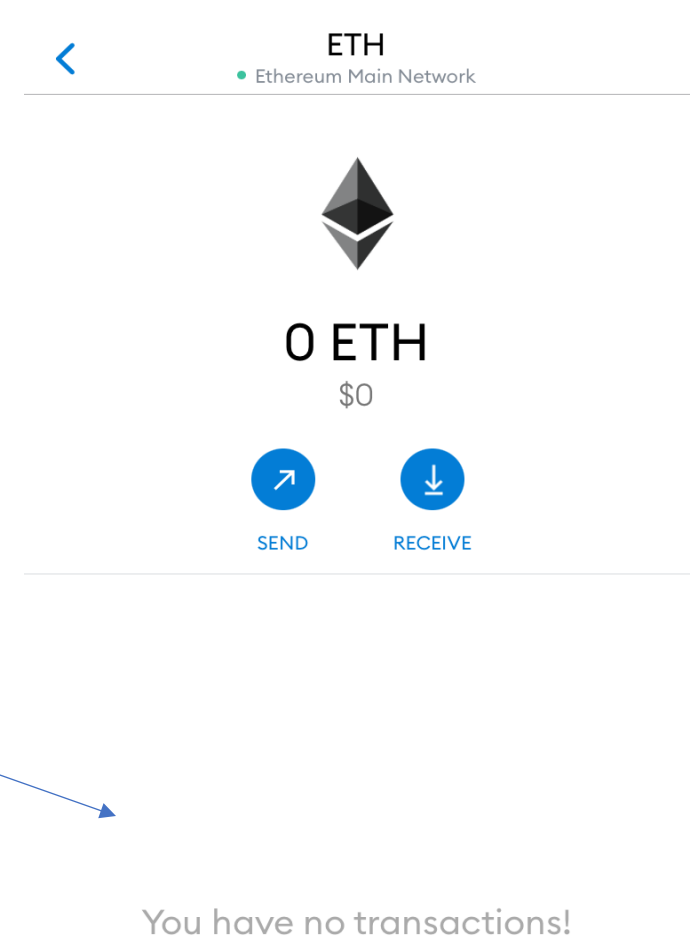 ETH
Ethereum Main Network
0 ETH
$0
SEND
RECEIVE
You have no transactions!